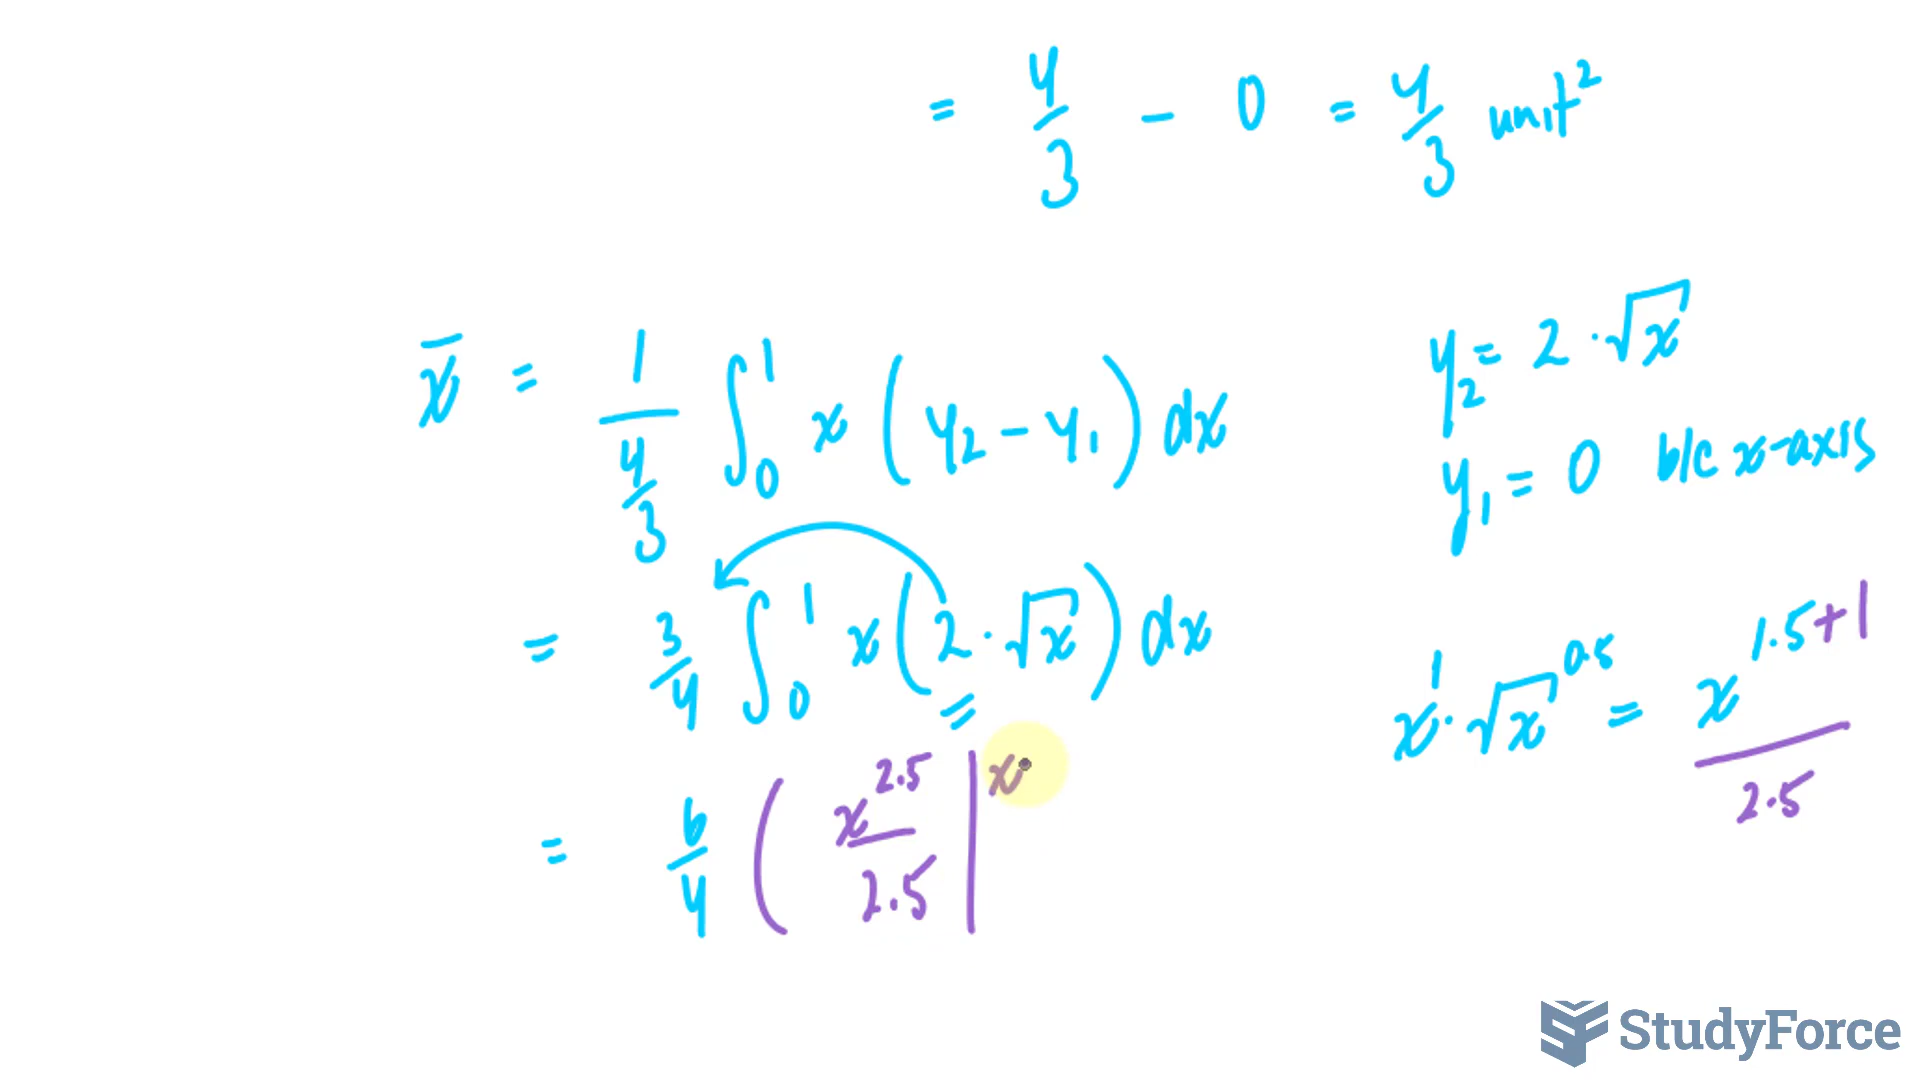 = 4/3 - 0 = 4/3 unit²
x̄ = 1/(4/3) ∫₀¹ x (y₂ - y₁) dx
y₂ = 2 · √x
y₁ = 0 b/c x-axis
= 3/4 ∫₀¹ x (2 · √x) dx
x¹ · √x^0.5 = x^1.5+1 / 2.5
= 6/4 ( x^2.5 / 2.5 | x
StudyForce